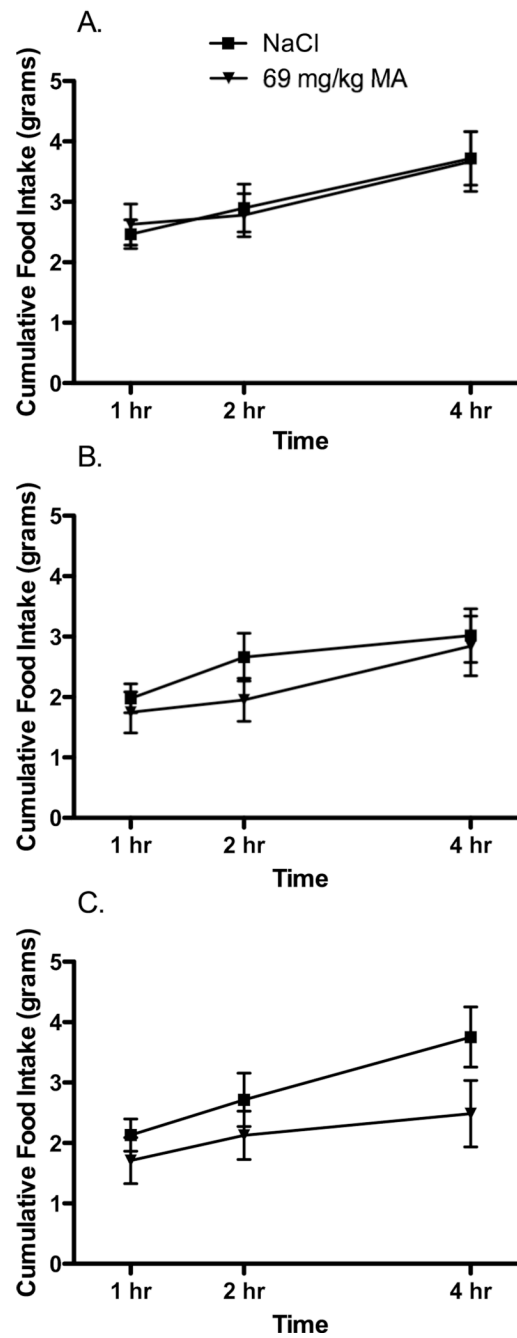 A.
NaCl
69 mg/kg MA
Cumulative Food Intake (grams)
5
4
3
2
1
0
1 hr 2 hr 4 hr
Time
B.
Cumulative Food Intake (grams)
5
4
3
2
1
0
1 hr 2 hr 4 hr
Time
C.
Cumulative Food Intake (grams)
5
4
3
2
1
0
1 hr 2 hr 4 hr
Time